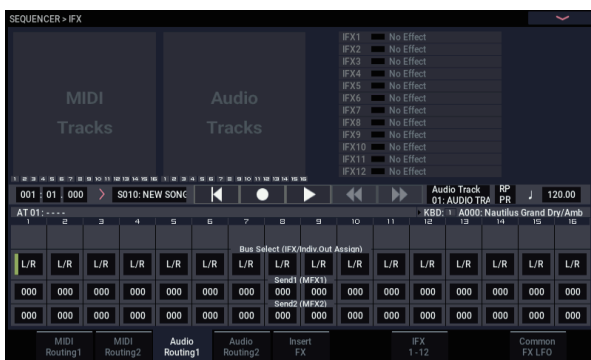 SEQUENCER > IFX
MIDI
Tracks
1 2 3 4 5 6 7 8 9 10 11 12 13 14 15 16
Audio
Tracks
1 2 3 4 5 6 7 8 9 10 11 12 13 14 15 16
IFX1 No Effect
IFX2 No Effect
IFX3 No Effect
IFX4 No Effect
IFX5 No Effect
IFX6 No Effect
IFX7 No Effect
IFX8 No Effect
IFX9 No Effect
IFX10 No Effect
IFX11 No Effect
IFX12 No Effect
001 : 01 . 000 S010: NEW SONG
Audio Track RP
01: AUDIO TRA PR
♩ 120.00
AT 01: - - - - KBD: 1 A000: Nautilus Grand Dry/Amb
1 2 3 4 5 6 7 8 9 10 11 12 13 14 15 16
Bus Select (IFX/Indiv.Out Assign)
L/R L/R L/R L/R L/R L/R L/R L/R L/R L/R L/R L/R L/R L/R L/R L/R
Send1 (MFX1)
000 000 000 000 000 000 000 000 000 000 000 000 000 000 000 000
Send2 (MFX2)
000 000 000 000 000 000 000 000 000 000 000 000 000 000 000 000
MIDI Routing1
MIDI Routing2
Audio Routing1
Audio Routing2
Insert FX
IFX 1-12
Common FX LFO